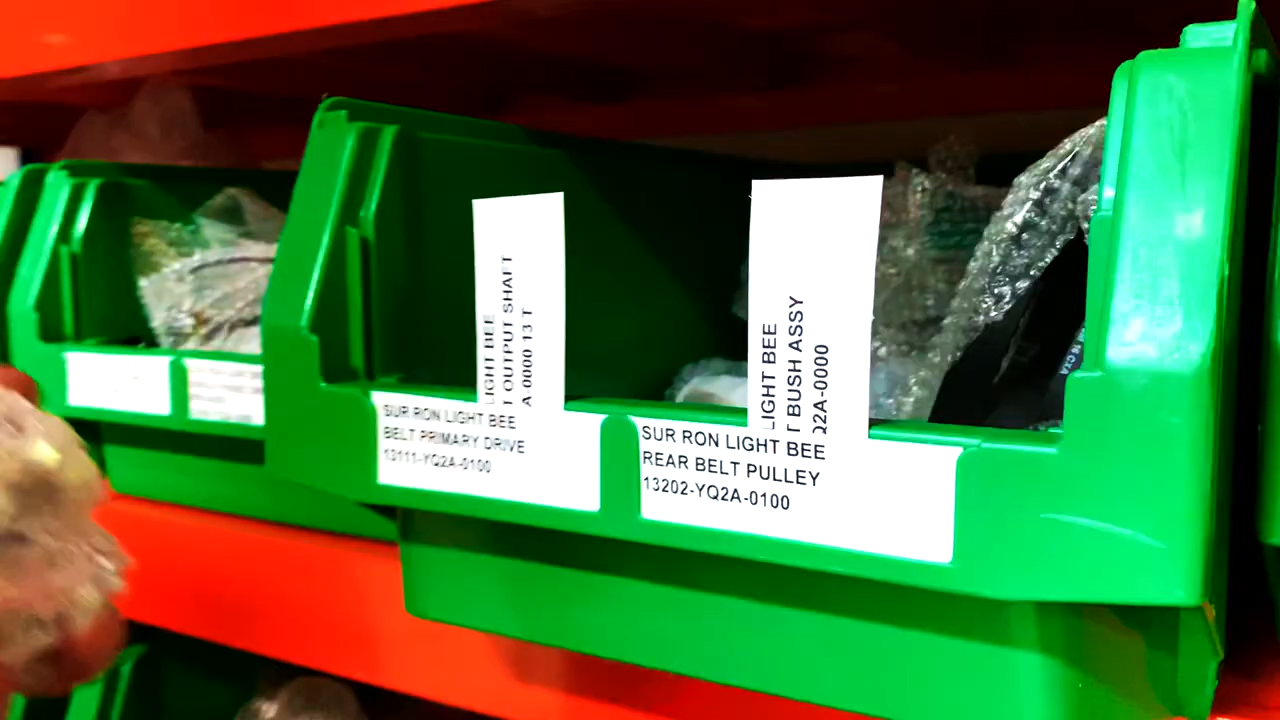 LIGHT BEE
OUTPUT SHAFT
A-0000 13 T
SUR RON LIGHT BEE
BELT PRIMARY DRIVE
13111-YQ2A-0100
LIGHT BEE
BUSH ASSY
2A-0000
SUR RON LIGHT BEE
REAR BELT PULLEY
13202-YQ2A-0100